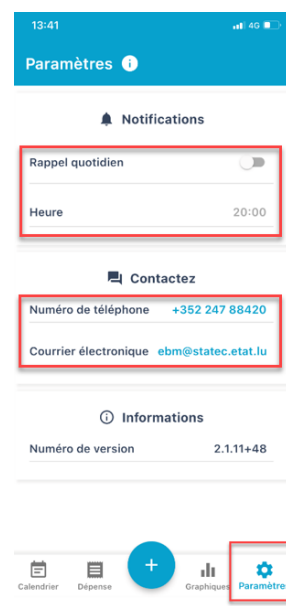 13:41 4G
Paramètres i
Notifications
Rappel quotidien
Heure 20:00
Contactez
Numéro de téléphone +352 247 88420
Courrier électronique ebm@statec.etat.lu
Informations
Numéro de version 2.1.11+48
Calendrier Dépense + Graphiques Paramètres